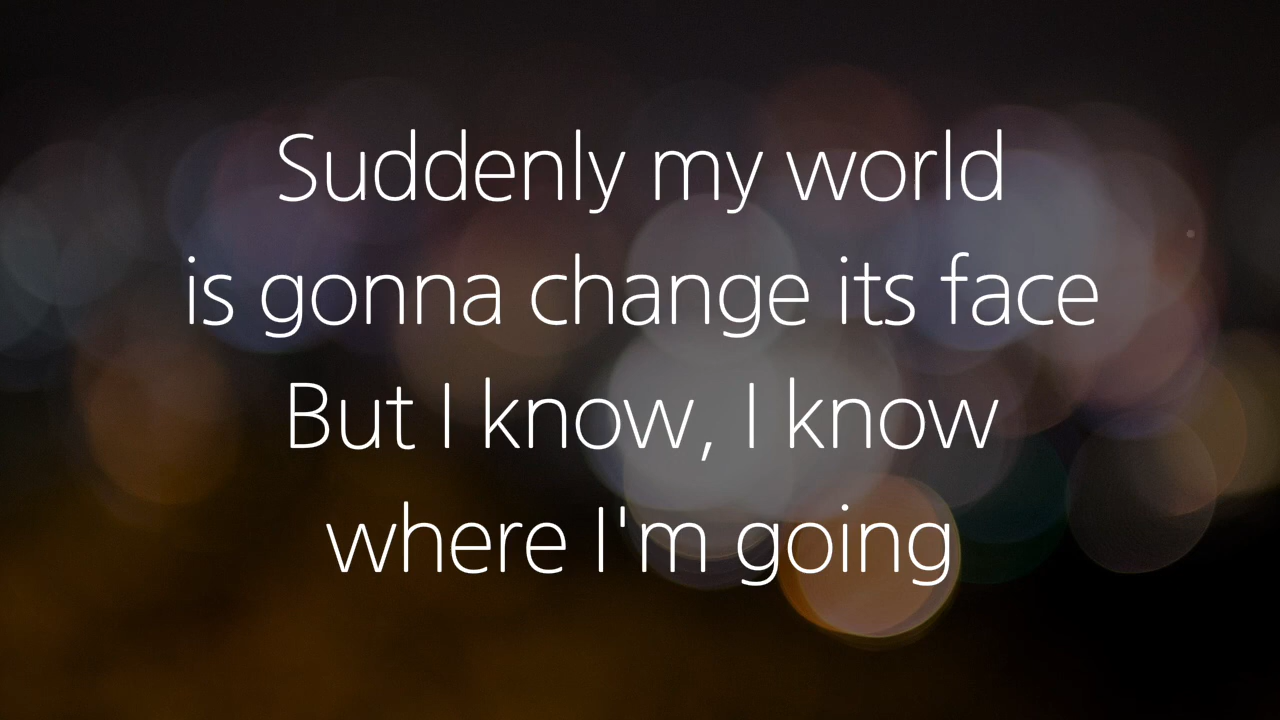 Suddenly my world
is gonna change its face
But I know, I know
where I'm going